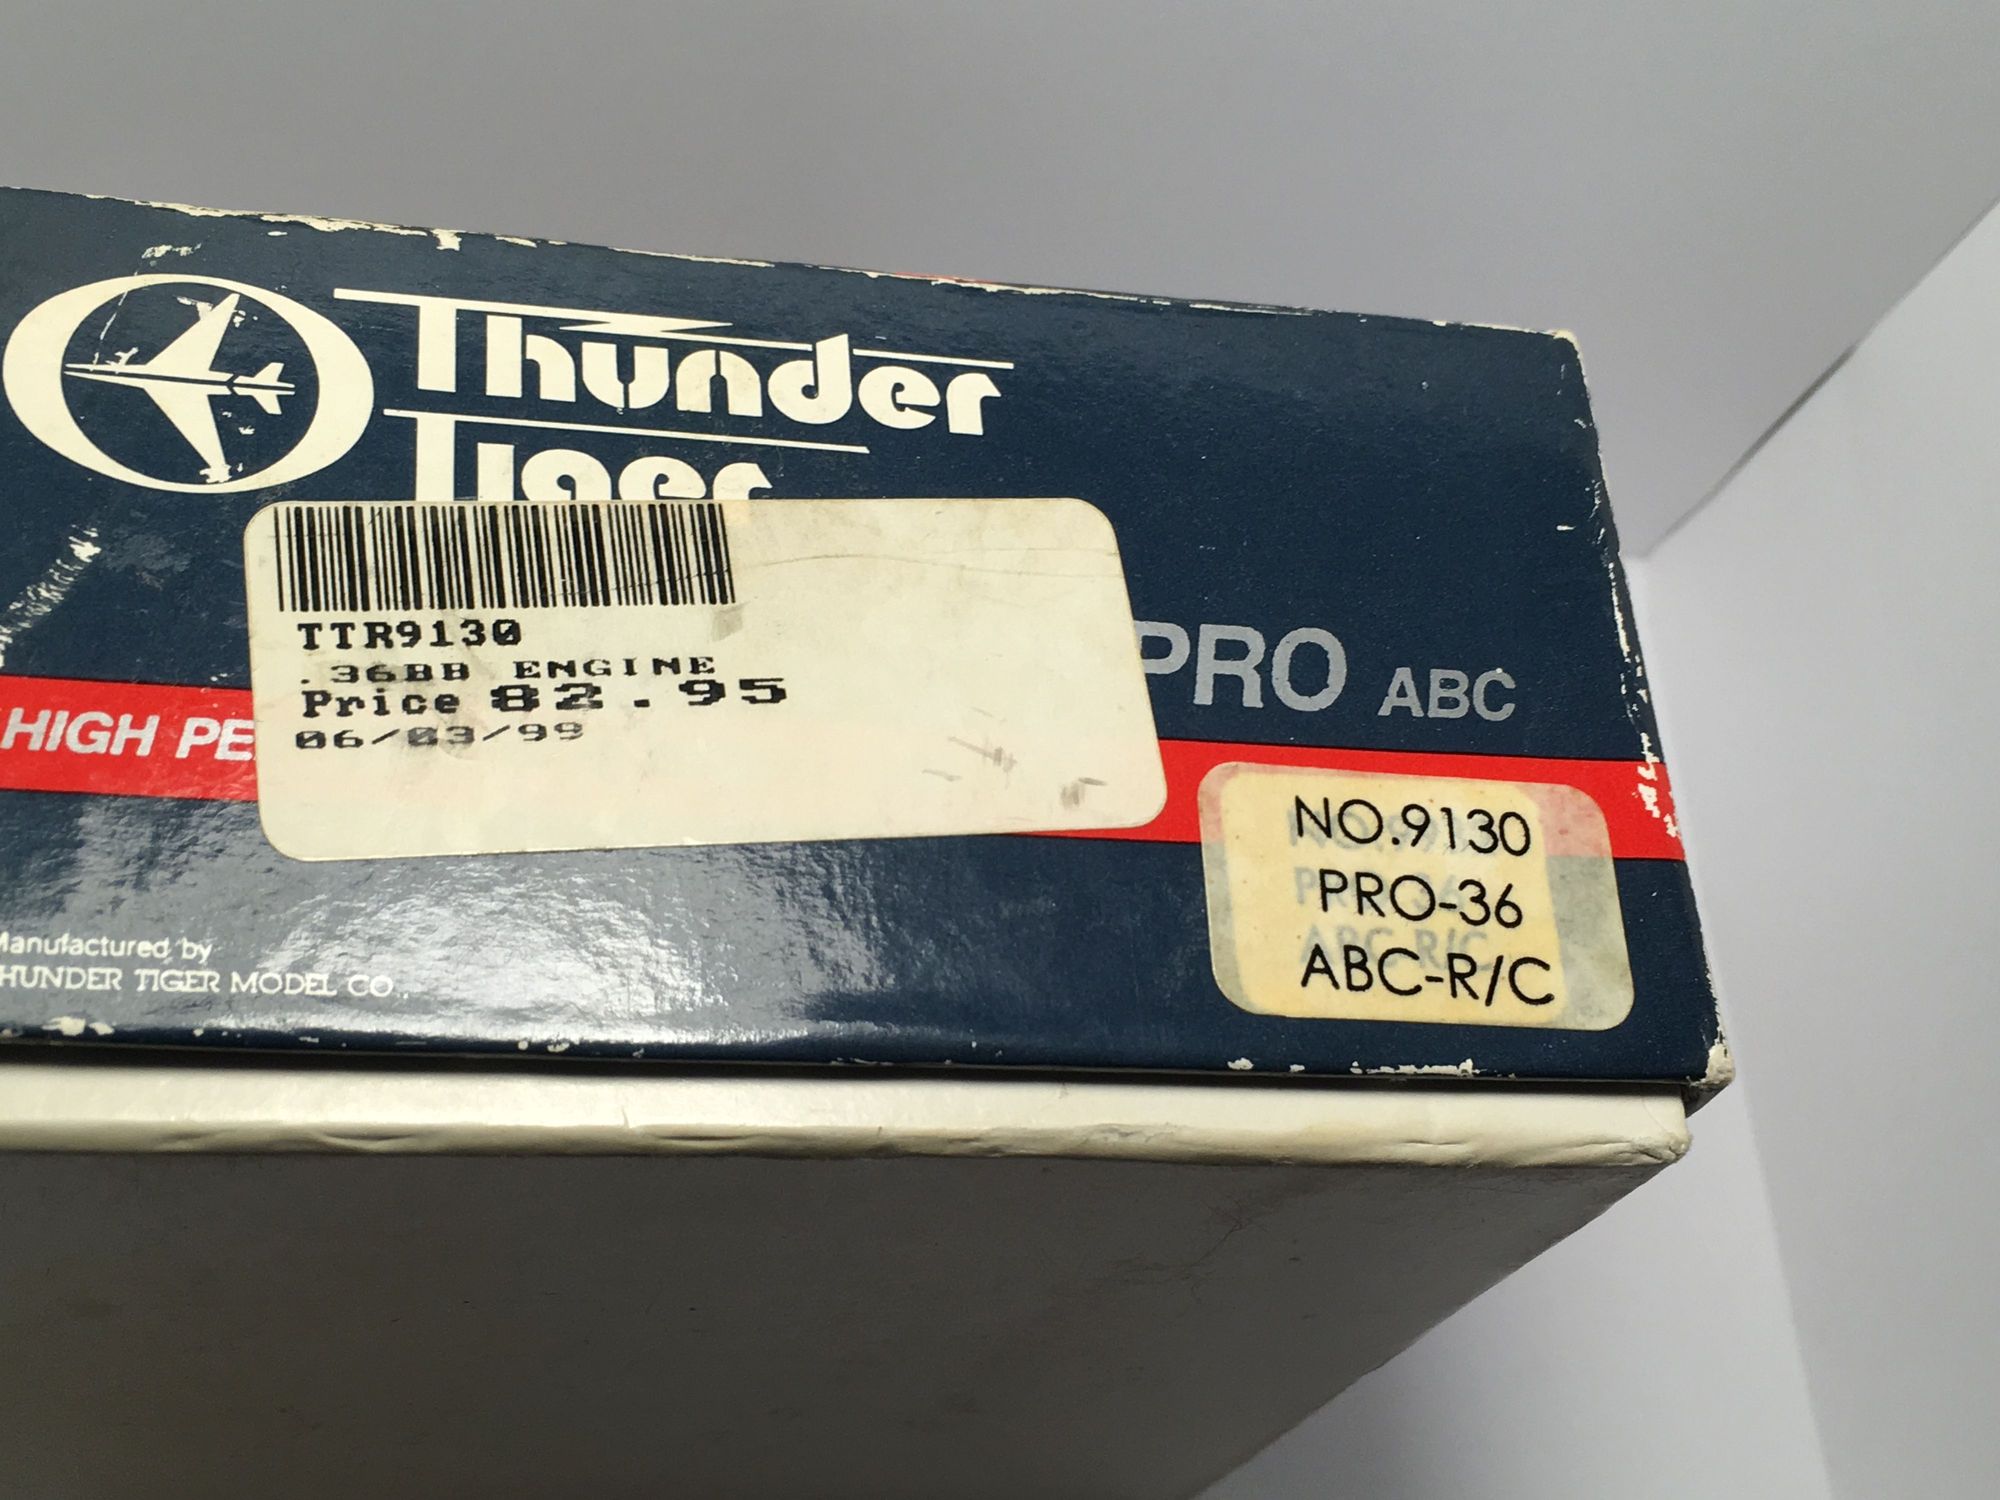 Thunder
Tiger
TTR9130
.36BB ENGINE
Price 82.95
06/03/99
PRO ABC
HIGH PE
NO.9130
PRO-36
ABC-R/C
Manufactured by
THUNDER TIGER MODEL CO.,